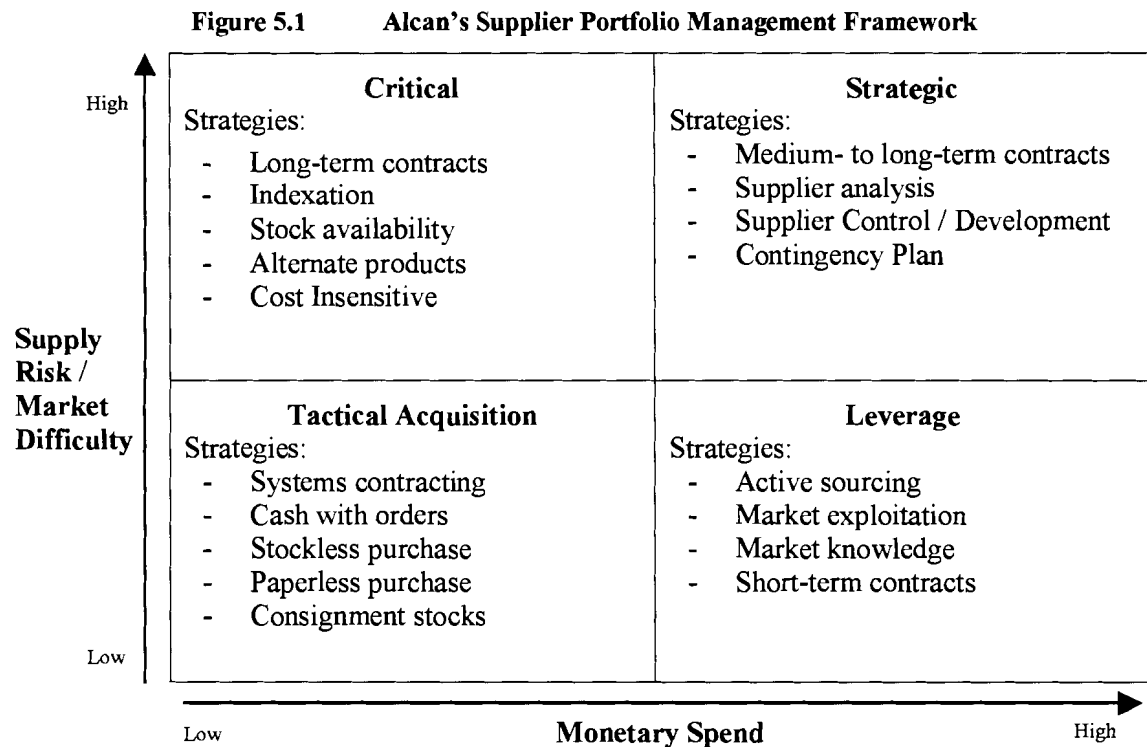 Figure 5.1 Alcan's Supplier Portfolio Management Framework
High
Supply
Risk /
Market
Difficulty
Low
Critical
Strategies:
- Long-term contracts
- Indexation
- Stock availability
- Alternate products
- Cost Insensitive
Strategic
Strategies:
- Medium- to long-term contracts
- Supplier analysis
- Supplier Control / Development
- Contingency Plan
Tactical Acquisition
Strategies:
- Systems contracting
- Cash with orders
- Stockless purchase
- Paperless purchase
- Consignment stocks
Leverage
Strategies:
- Active sourcing
- Market exploitation
- Market knowledge
- Short-term contracts
Low Monetary Spend High